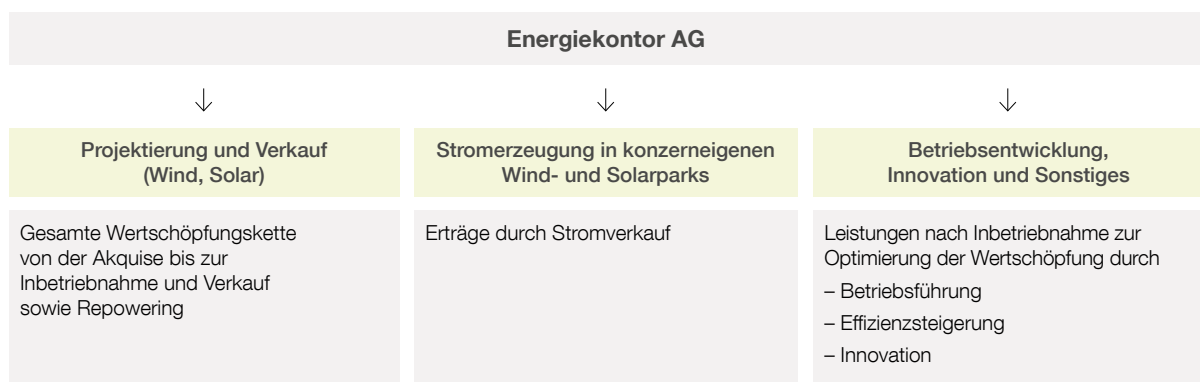 Energiekontor AG
Projektierung und Verkauf
(Wind, Solar)
Stromerzeugung in konzerneigenen
Wind- und Solarparks
Betriebsentwicklung,
Innovation und Sonstiges
Gesamte Wertschöpfungskette
von der Akquise bis zur
Inbetriebnahme und Verkauf
sowie Repowering
Erträge durch Stromverkauf
Leistungen nach Inbetriebnahme zur
Optimierung der Wertschöpfung durch
– Betriebsführung
– Effizienzsteigerung
– Innovation